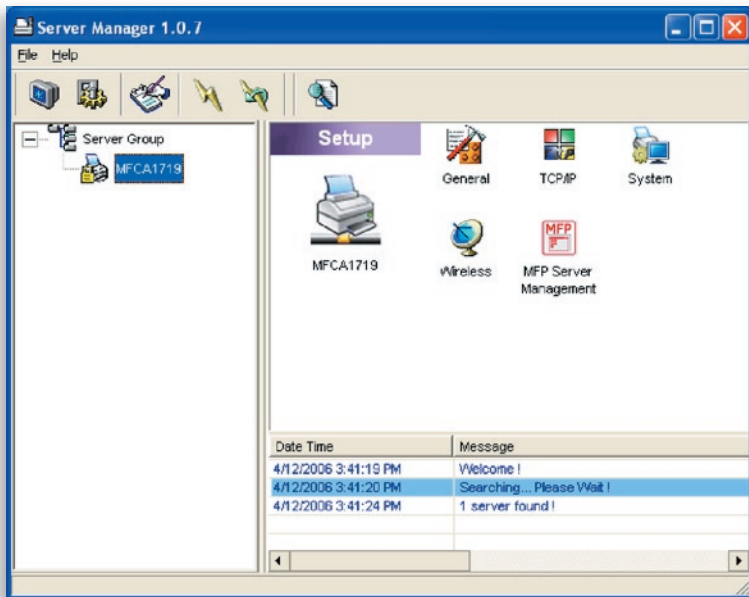 Server Manager 1.0.7
File Help
Server Group
MFCA1719
Setup
MFCA1719
General
TCP/IP
System
Wireless
MFP
MFP Server
Management
Date Time Message
4/12/2006 3:41:19 PM Welcome !
4/12/2006 3:41:20 PM Searching... Please Wait !
4/12/2006 3:41:24 PM 1 server found !